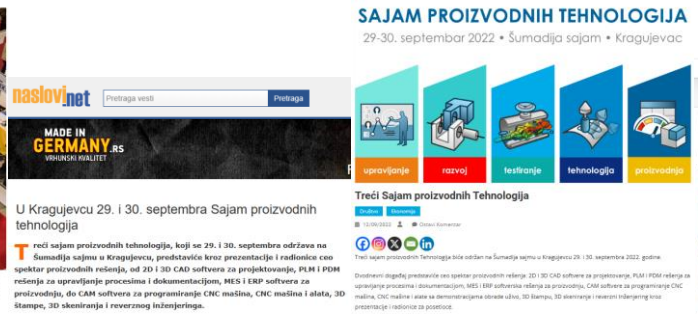 naslovi.net
Pretraga vesti
Pretraga
MADE IN
GERMANY.RS
VRHUNSKI KVALITET
U Kragujevcu 29. i 30. septembra Sajam proizvodnih
tehnologija
Treći sajam proizvodnih tehnologija, koji se 29. i 30. septembra održava na
Šumadija sajmu u Kragujevcu, predstaviće kroz prezentacije i radionice ceo
spektar proizvodnih rešenja, od 2D i 3D CAD softvera za projektovanje, PLM i PDM
rešenja za upravljanje procesima i dokumentacijom, MES i ERP softvera za
proizvodnju, do CAM softvera za programiranje CNC mašina, CNC mašina i alata, 3D
štampe, 3D skeniranja i reverznog inženjeringa.
SAJAM PROIZVODNIH TEHNOLOGIJA
29-30. septembar 2022 • Šumadija sajam • Kragujevac
upravljanje
razvoj
testiranje
tehnologija
proizvodnja
Treći Sajam proizvodnih Tehnologija
Društvo
Ekonomija
12/09/2022
Ostavi Komentar
Treći sajam proizvodnih Tehnologija biće održan na Šumadija sajmu u Kragujevcu 29. i 30. septembra 2022. godine
Dvodnevni događaj predstaviće ceo spektar proizvodnih rešenja: 2D i 3D CAD softvere za projektovanje, PLM i PDM rešenja za
upravljanje procesima i dokumentacijom, MES i ERP softverska rešenja za proizvodnju, CAM softvere za programiranje CNC
mašina, CNC mašine i alate sa demonstracijama obrade uživo, 3D štampu, 3D skeniranje i reverzni inženjering kroz
prezentacije i radionice za posetioce.